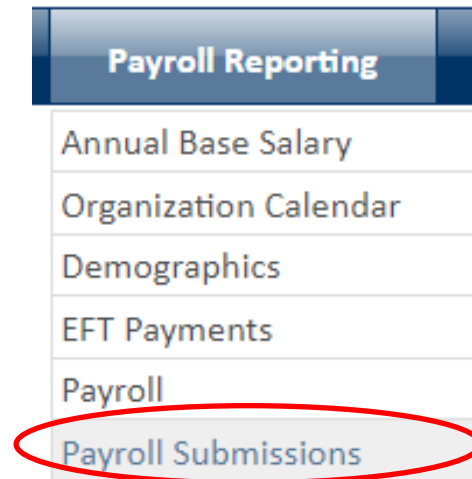 Payroll Reporting
Annual Base Salary
Organization Calendar
Demographics
EFT Payments
Payroll
Payroll Submissions